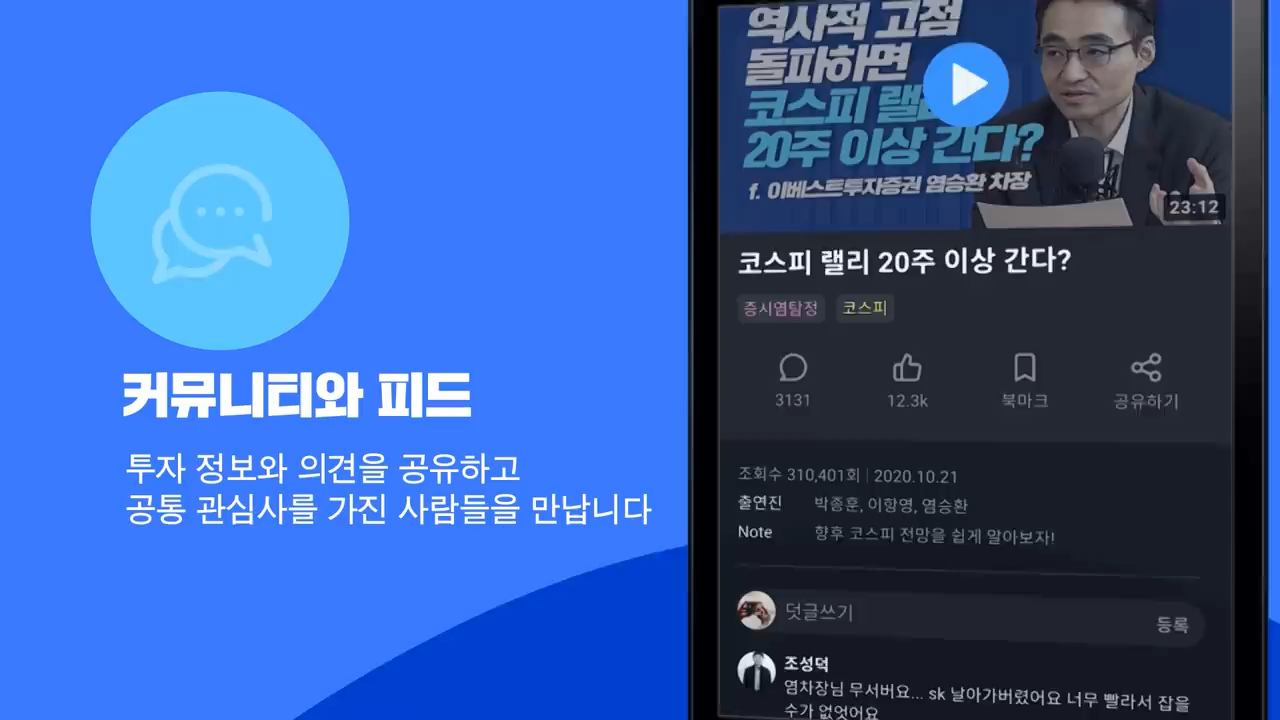 커뮤니티와 피드
투자 정보와 의견을 공유하고
공통 관심사를 가진 사람들을 만납니다
역사적 고점
돌파하면
코스피 랠
20주 이상 간다?
f. 이베스트투자증권 염승환 차장
23:12
코스피 랠리 20주 이상 간다?
증시염탐정 코스피
3131 12.3k 북마크 공유하기
조회수 310,401회 | 2020.10.21
출연진 박종훈, 이항영, 염승환
Note 향후 코스피 전망을 쉽게 알아보자!
덧글쓰기 등록
조성덕
염차장님 무서버요... sk 날아가버렸어요 너무 빨라서 잡을
수가 없엇어요